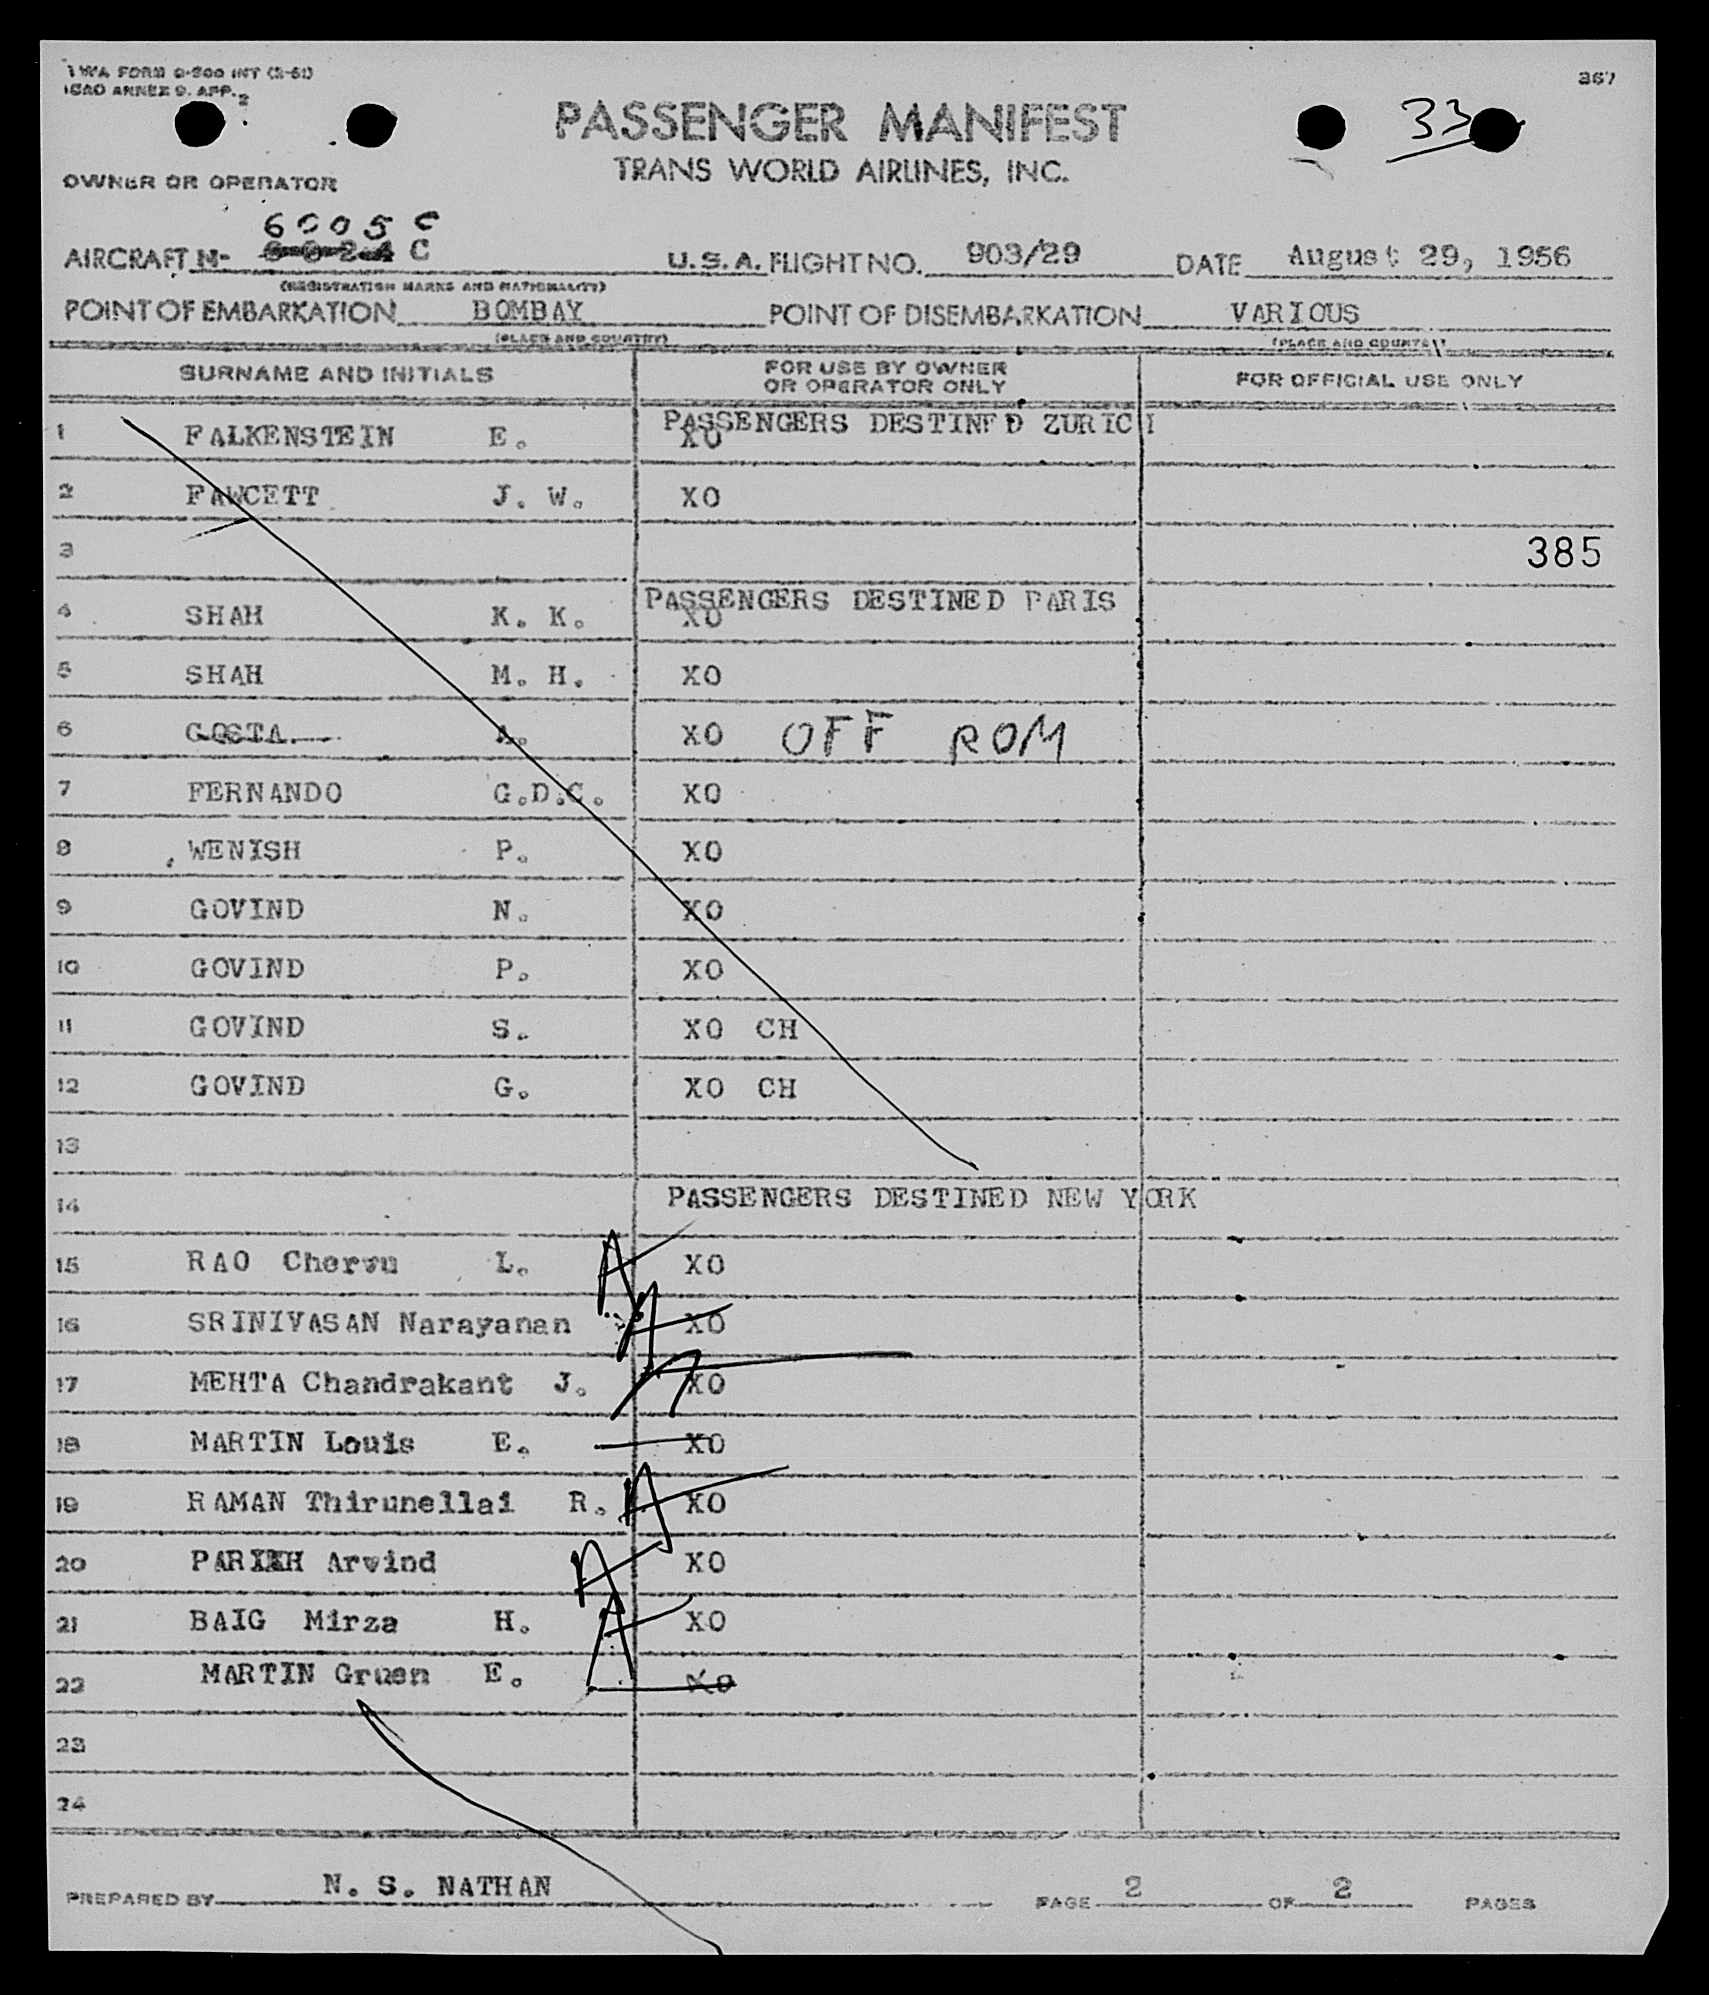 TWA FORM O-300 INT (2-51)
367
ICAO ANNEX 9. APP. 2
PASSENGER MANIFEST
33
TRANS WORLD AIRLINES, INC.
OWNER OR OPERATOR
6005 C
AIRCRAFT N- 6024 C U.S.A. FLIGHT NO. 903/29 DATE August 29, 1956
(REGISTRATION MARKS AND NATIONALITY)
POINT OF EMBARKATION BOMBAY POINT OF DISEMBARKATION VARIOUS
(PLACE AND COUNTRY) (PLACE AND COUNTRY)
SURNAME AND INITIALS FOR USE BY OWNER OR OPERATOR ONLY FOR OFFICIAL USE ONLY
PASSENGERS DESTINED ZURICH
1 FALKENSTEIN E. XO
2 FAWCETT J. W. XO
3 385
PASSENGERS DESTINED PARIS
4 SHAH K. K. XO
5 SHAH M. H. XO
6 COSTA A. XO OFF ROM
7 FERNANDO G.D.C. XO
8 WENISH P. XO
9 GOVIND N. XO
10 GOVIND P. XO
11 GOVIND S. XO CH
12 GOVIND G. XO CH
13
14 PASSENGERS DESTINED NEW YORK
15 RAO Chervu L. XO
16 SRINIVASAN Narayanan XO
17 MEHTA Chandrakant J. XO
18 MARTIN Louis E. XO
19 RAMAN Thirunellai R. XO
20 PARIKH Arvind XO
21 BAIG Mirza H. XO
22 MARTIN Gruen E. XO
23
24
PREPARED BY N. S. NATHAN PAGE 2 OF 2 PAGES